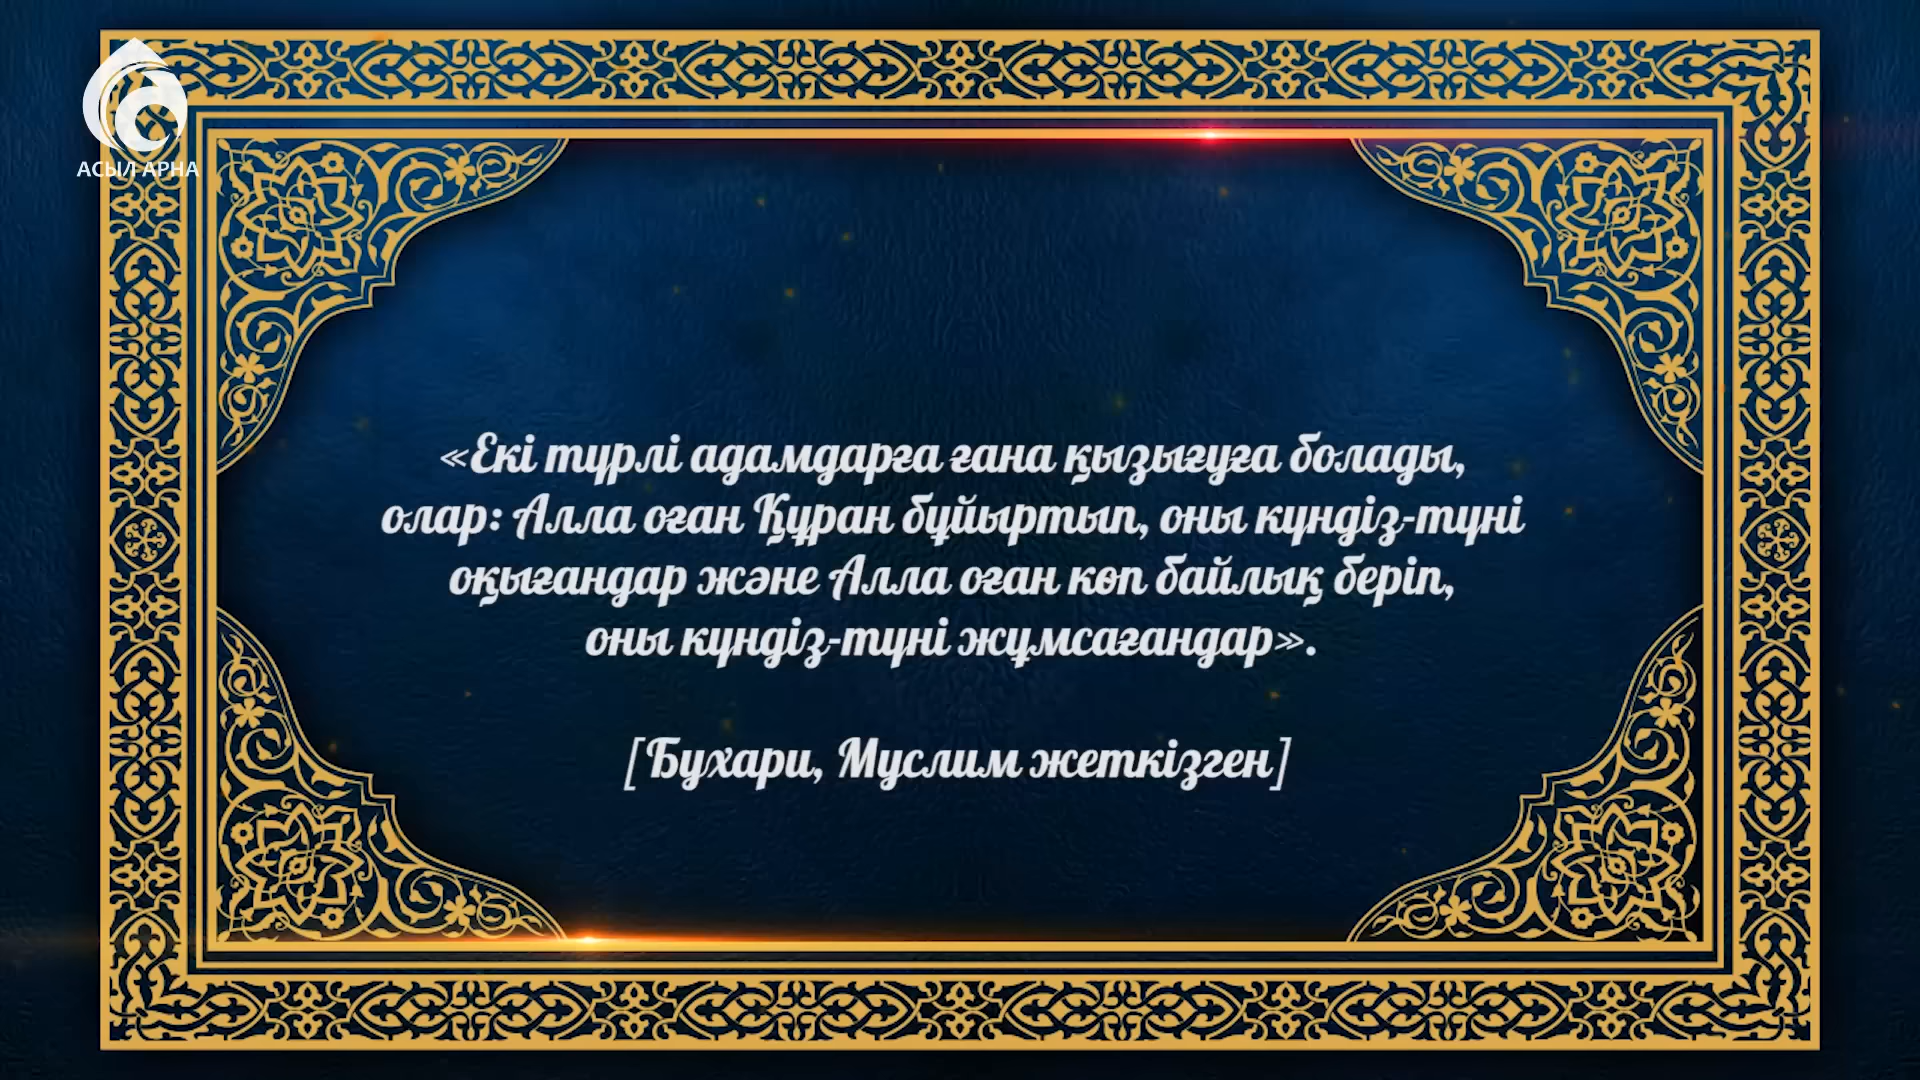 АСЫЛ АРНА
«Екі түрлі адамдарға ғана қызығуға болады,
олар: Алла оған Құран бұйыртып, оны күндіз-түні
оқығандар және Алла оған көп байлық беріп,
оны күндіз-түні жұмсағандар».
[Бухари, Муслим жеткізген]